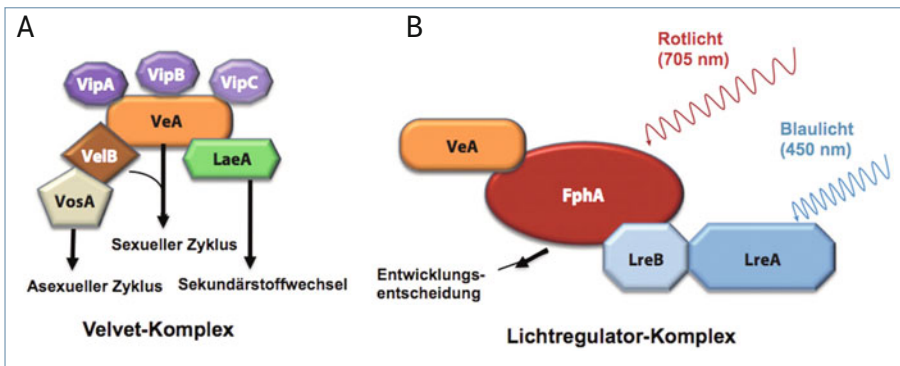 A
VipA
VipB
VipC
VeA
VelB
LaeA
VosA
Sexueller Zyklus
Asexueller Zyklus
Sekundärstoffwechsel
Velvet-Komplex
B
Rotlicht
(705 nm)
Blaulicht
(450 nm)
VeA
FphA
LreB
LreA
Entwicklungs-
entscheidung
Lichtregulator-Komplex